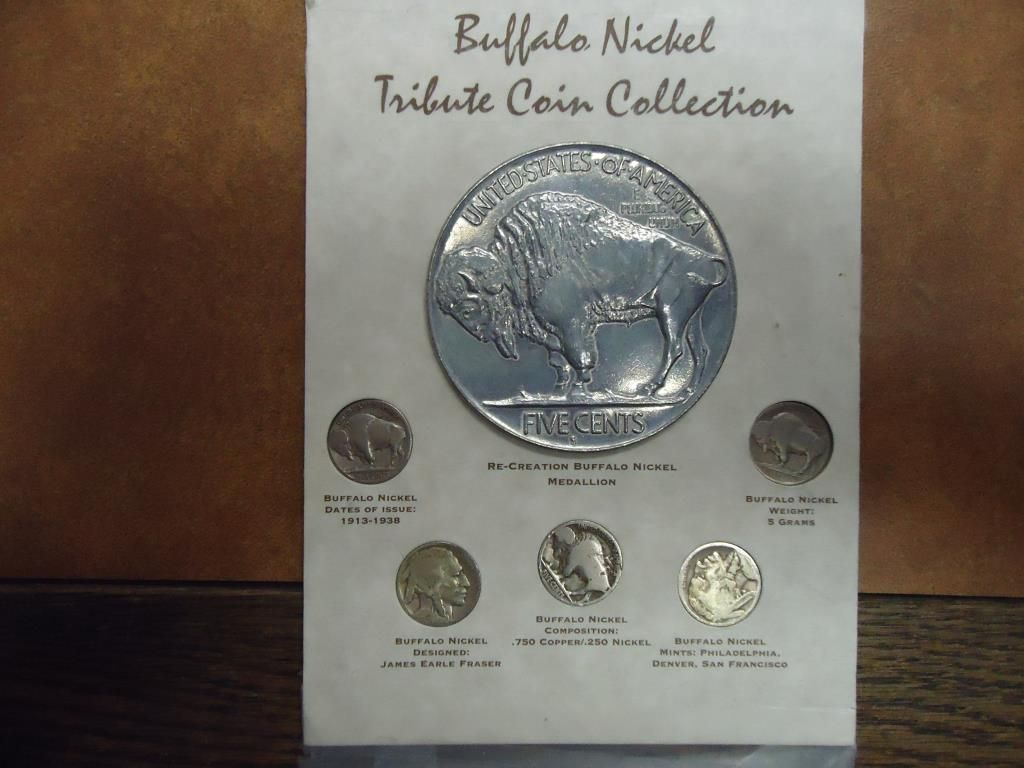 Buffalo Nickel
Tribute Coin Collection
UNITED·STATES·OF·AMERICA
E
PLURIBUS
UNUM
FIVE CENTS
S
Re-Creation Buffalo Nickel
Medallion
Buffalo Nickel
Dates of issue:
1913-1938
Buffalo Nickel
Weight:
5 Grams
Buffalo Nickel
Designed:
James Earle Fraser
Buffalo Nickel
Composition:
.750 Copper/.250 Nickel
Buffalo Nickel
Mints: Philadelphia,
Denver, San Francisco